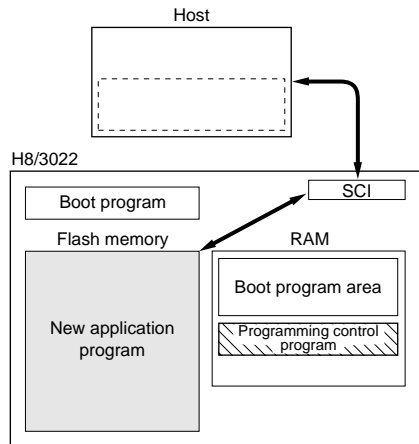 Host
H8/3022
SCI
Boot program
Flash memory
RAM
Boot program area
New application
program
Programming control
program